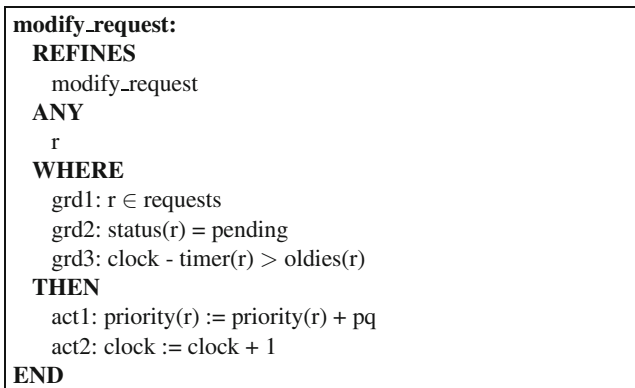 modify_request:
REFINES
modify_request
ANY
r
WHERE
grd1: r ∈ requests
grd2: status(r) = pending
grd3: clock - timer(r) > oldies(r)
THEN
act1: priority(r) := priority(r) + pq
act2: clock := clock + 1
END